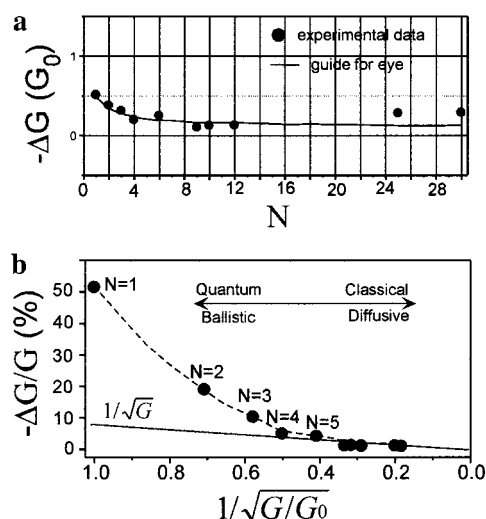 a
-ΔG (G₀)
1
0
experimental data
guide for eye
0 4 8 12 16 20 24 28
N
b
-ΔG/G (%)
50
40
30
20
10
0
N=1
N=2
N=3
N=4
N=5
Quantum
Ballistic
Classical
Diffusive
1/√G
1.0 0.8 0.6 0.4 0.2 0.0
1/√G/G₀